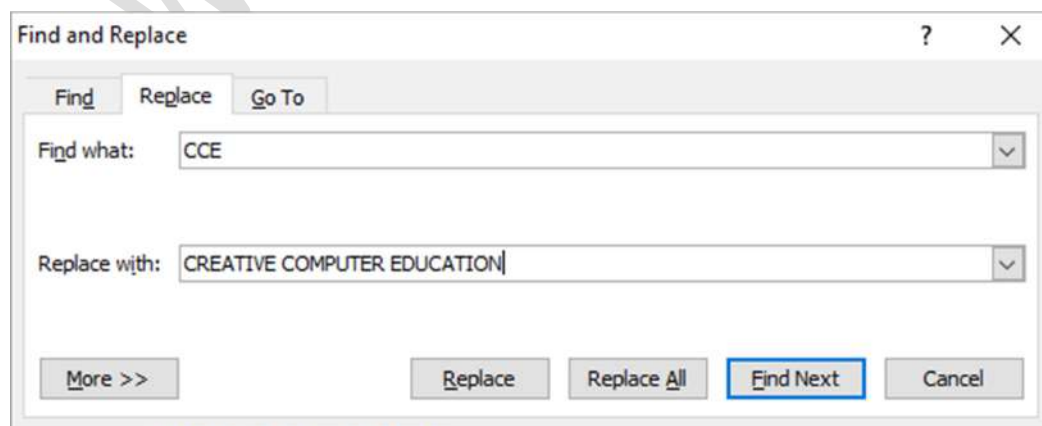 Find and Replace ?
Find Replace Go To
Find what: CCE
Replace with: CREATIVE COMPUTER EDUCATION
More >> Replace Replace All Find Next Cancel